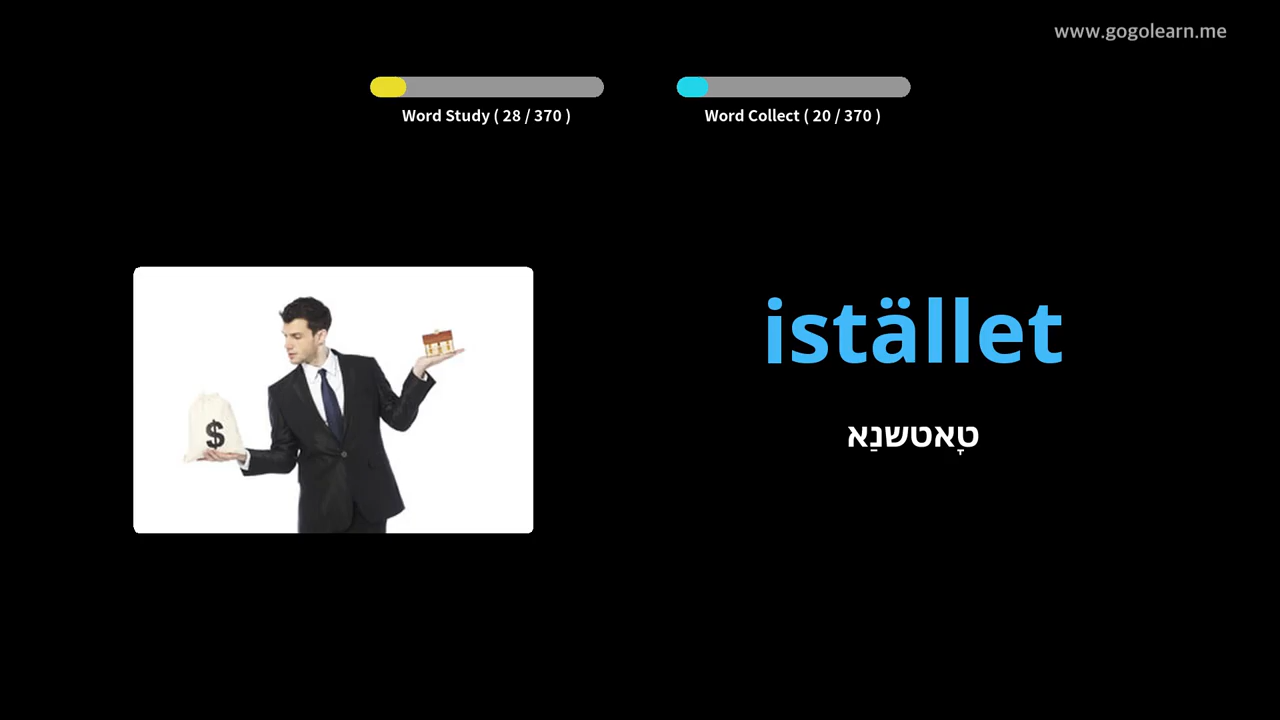 www.gogolearn.me
Word Study ( 28 / 370 )
Word Collect ( 20 / 370 )
$
istället
טָאטשנַא